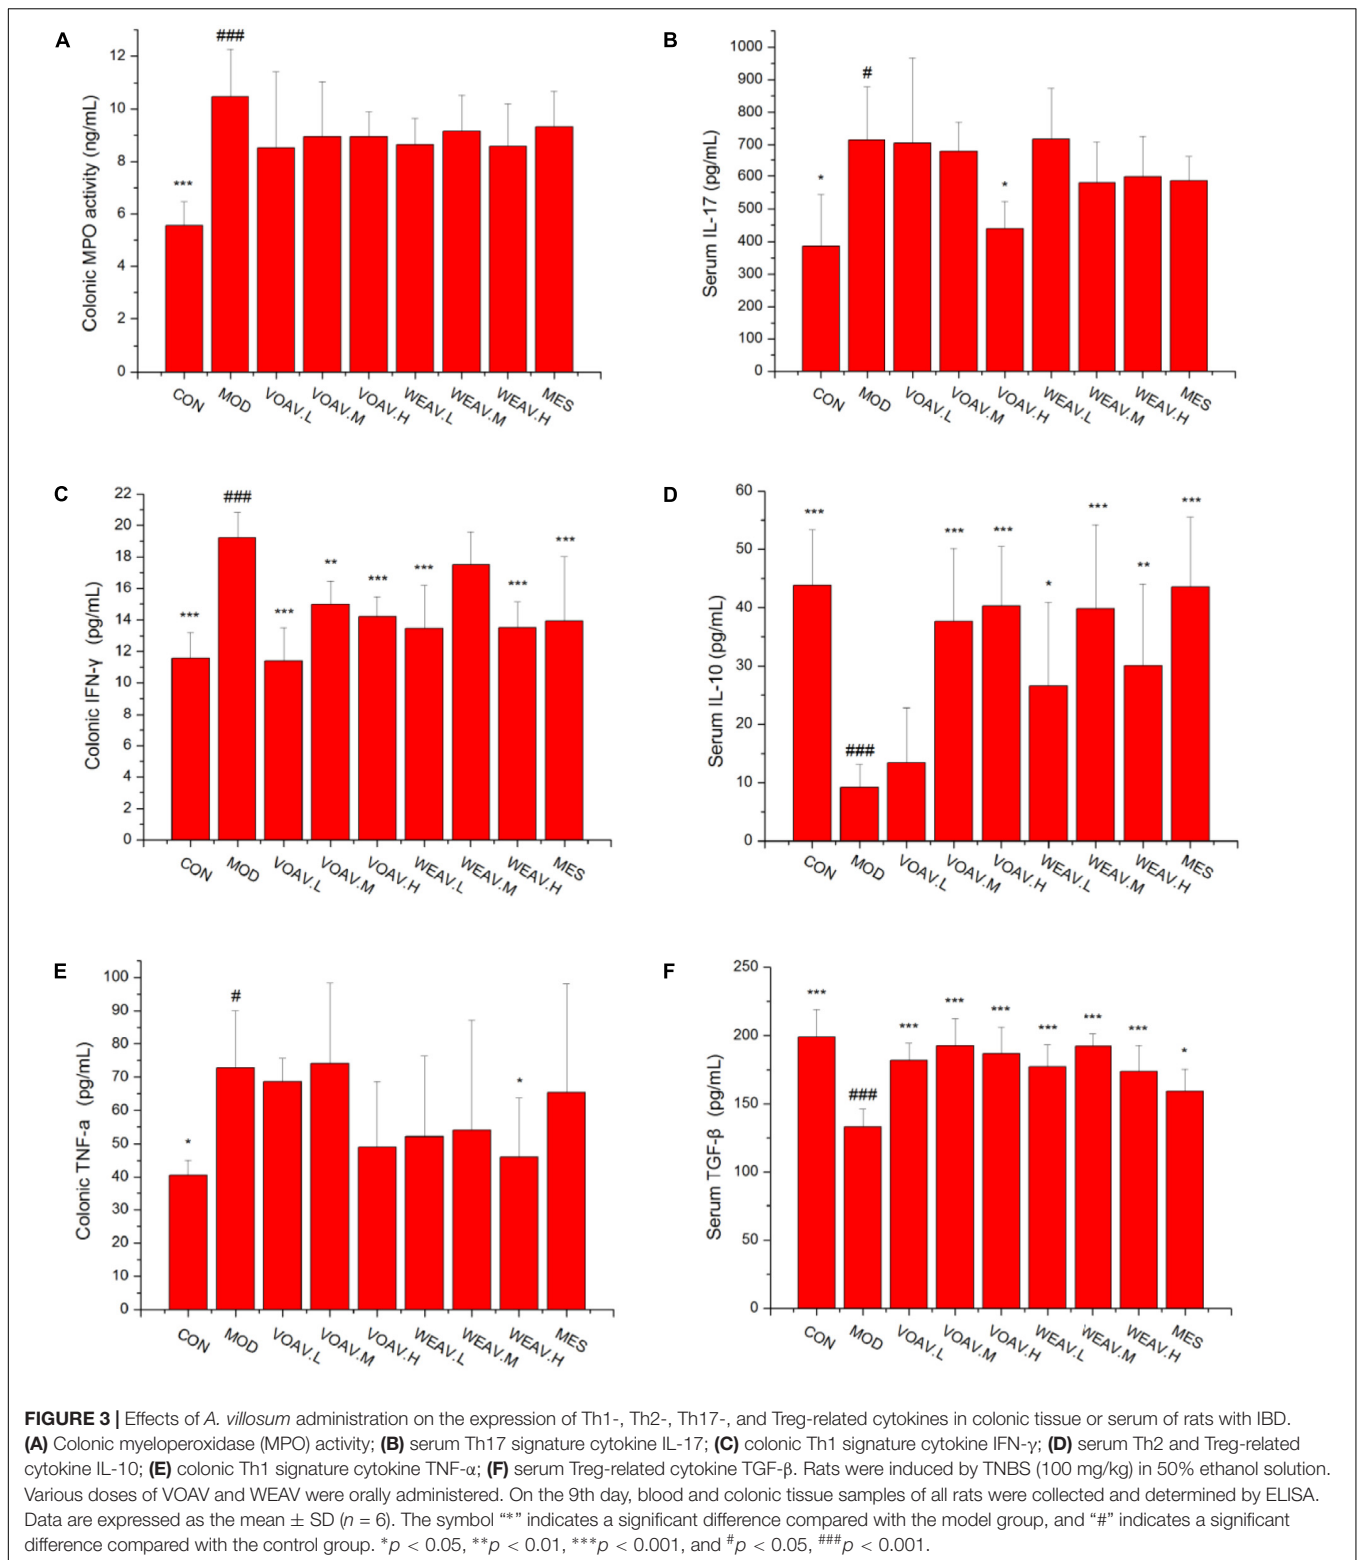 A
###
12
10
8
6
4
2
0
Colonic MPO activity (ng/mL)
***
CON
MOD
VOAV.L
VOAV.M
VOAV.H
WEAV.L
WEAV.M
WEAV.H
MES
B
1000
900
800
700
600
500
400
300
200
100
0
Serum IL-17 (pg/mL)
*
#
*
CON
MOD
VOAV.L
VOAV.M
VOAV.H
WEAV.L
WEAV.M
WEAV.H
MES
C
22
20
18
16
14
12
10
8
6
4
2
0
Colonic IFN-γ (pg/mL)
***
###
***
**
***
***
***
***
CON
MOD
VOAV.L
VOAV.M
VOAV.H
WEAV.L
WEAV.M
WEAV.H
MES
D
60
50
40
30
20
10
0
Serum IL-10 (pg/mL)
***
###
***
***
*
***
**
***
CON
MOD
VOAV.L
VOAV.M
VOAV.H
WEAV.L
WEAV.M
WEAV.H
MES
E
100
90
80
70
60
50
40
30
20
10
0
Colonic TNF-a (pg/mL)
*
#
*
CON
MOD
VOAV.L
VOAV.M
VOAV.H
WEAV.L
WEAV.M
WEAV.H
MES
F
250
200
150
100
50
0
Serum TGF-β (pg/mL)
***
###
***
***
***
***
***
***
*
CON
MOD
VOAV.L
VOAV.M
VOAV.H
WEAV.L
WEAV.M
WEAV.H
MES
FIGURE 3 | Effects of A. villosum administration on the expression of Th1-, Th2-, Th17-, and Treg-related cytokines in colonic tissue or serum of rats with IBD.
(A) Colonic myeloperoxidase (MPO) activity; (B) serum Th17 signature cytokine IL-17; (C) colonic Th1 signature cytokine IFN-γ; (D) serum Th2 and Treg-related
cytokine IL-10; (E) colonic Th1 signature cytokine TNF-α; (F) serum Treg-related cytokine TGF-β. Rats were induced by TNBS (100 mg/kg) in 50% ethanol solution.
Various doses of VOAV and WEAV were orally administered. On the 9th day, blood and colonic tissue samples of all rats were collected and determined by ELISA.
Data are expressed as the mean ± SD (n = 6). The symbol “*” indicates a significant difference compared with the model group, and “#” indicates a significant
difference compared with the control group. *p < 0.05, **p < 0.01, ***p < 0.001, and #p < 0.05, ###p < 0.001.